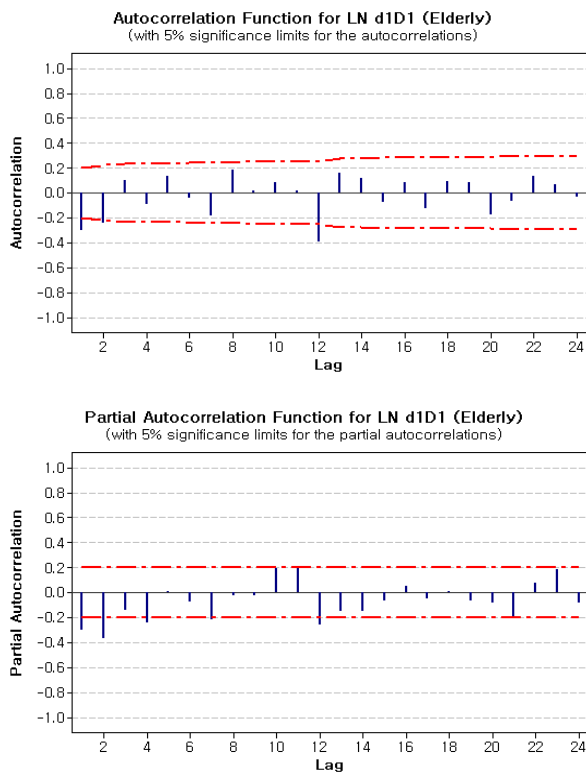 Autocorrelation Function for LN d1D1 (Elderly)
(with 5% significance limits for the autocorrelations)
1.0
0.8
0.6
0.4
0.2
0.0
-0.2
-0.4
-0.6
-0.8
-1.0
Autocorrelation
2 4 6 8 10 12 14 16 18 20 22 24
Lag
Partial Autocorrelation Function for LN d1D1 (Elderly)
(with 5% significance limits for the partial autocorrelations)
1.0
0.8
0.6
0.4
0.2
0.0
-0.2
-0.4
-0.6
-0.8
-1.0
Partial Autocorrelation
2 4 6 8 10 12 14 16 18 20 22 24
Lag